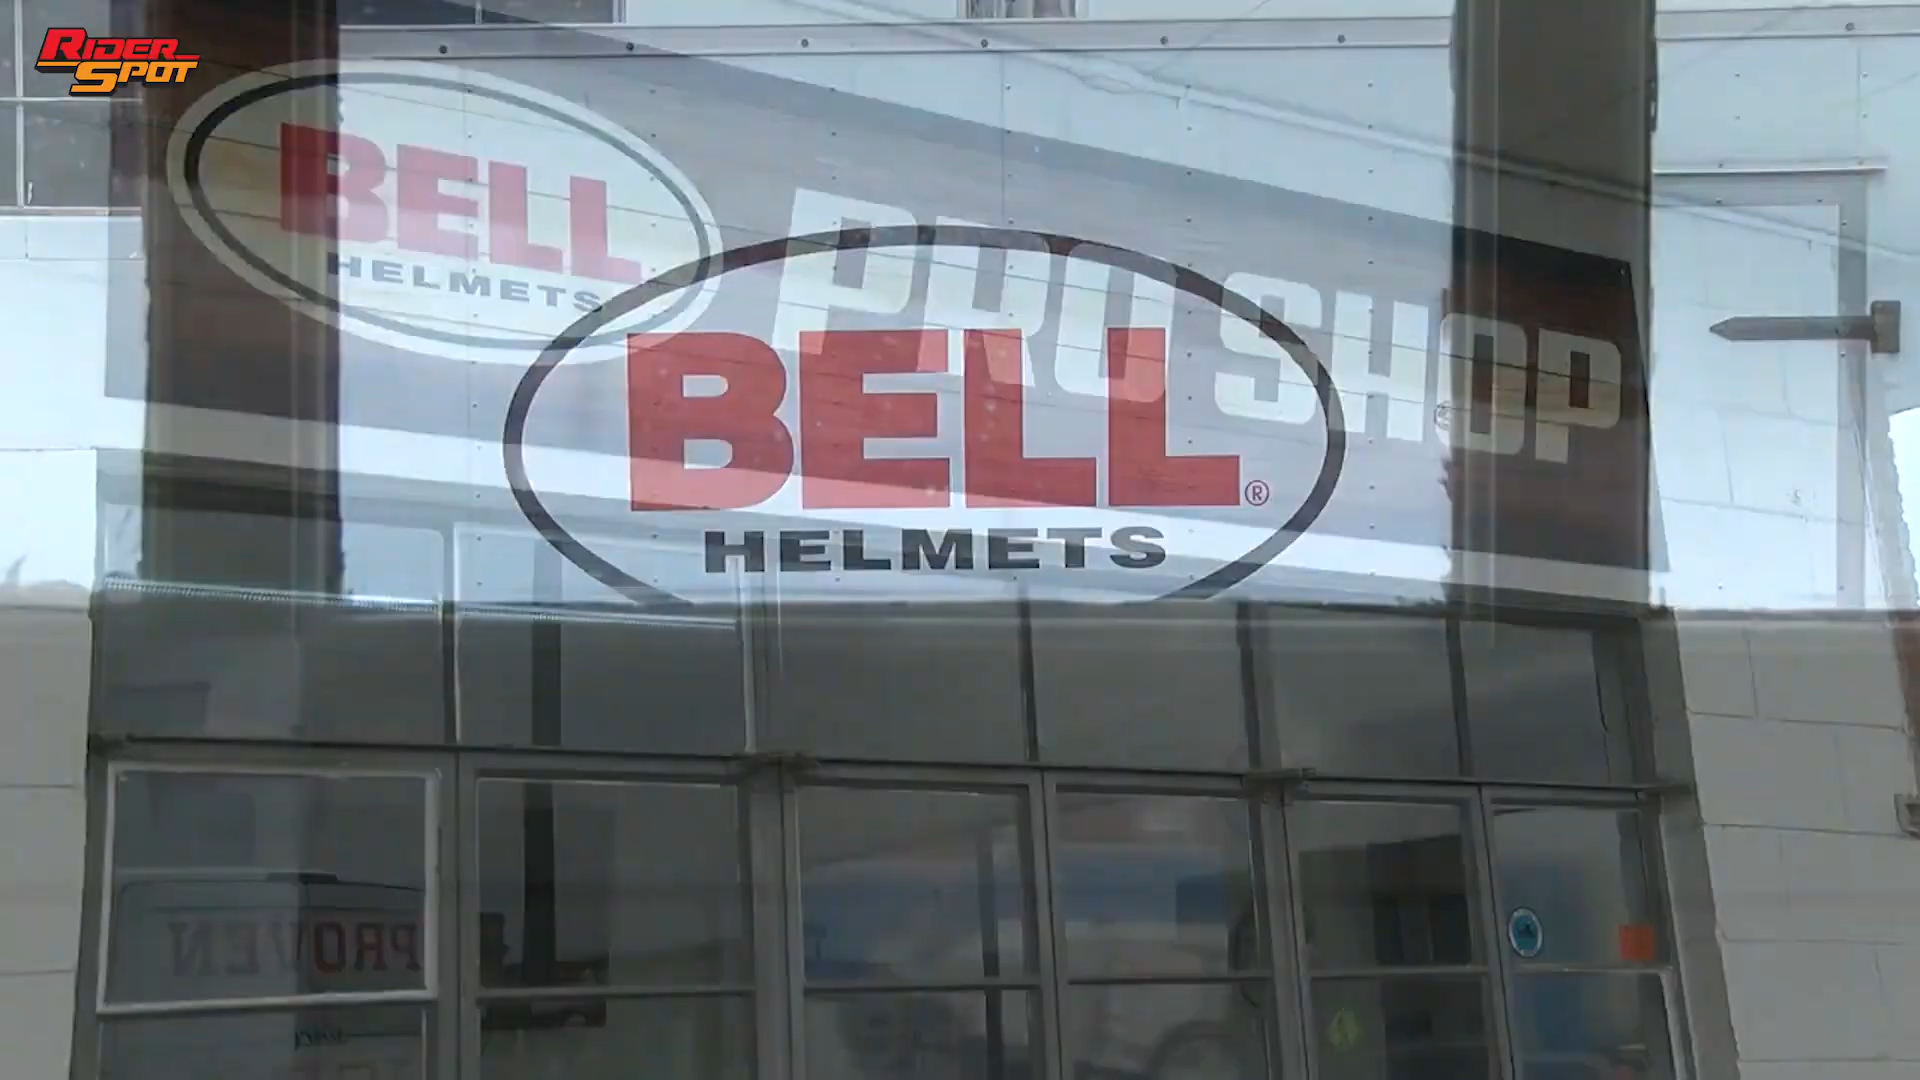 RIDER
SPOT
BELL
HELMETS
PRO SHOP
BELL®
HELMETS
PROVEN